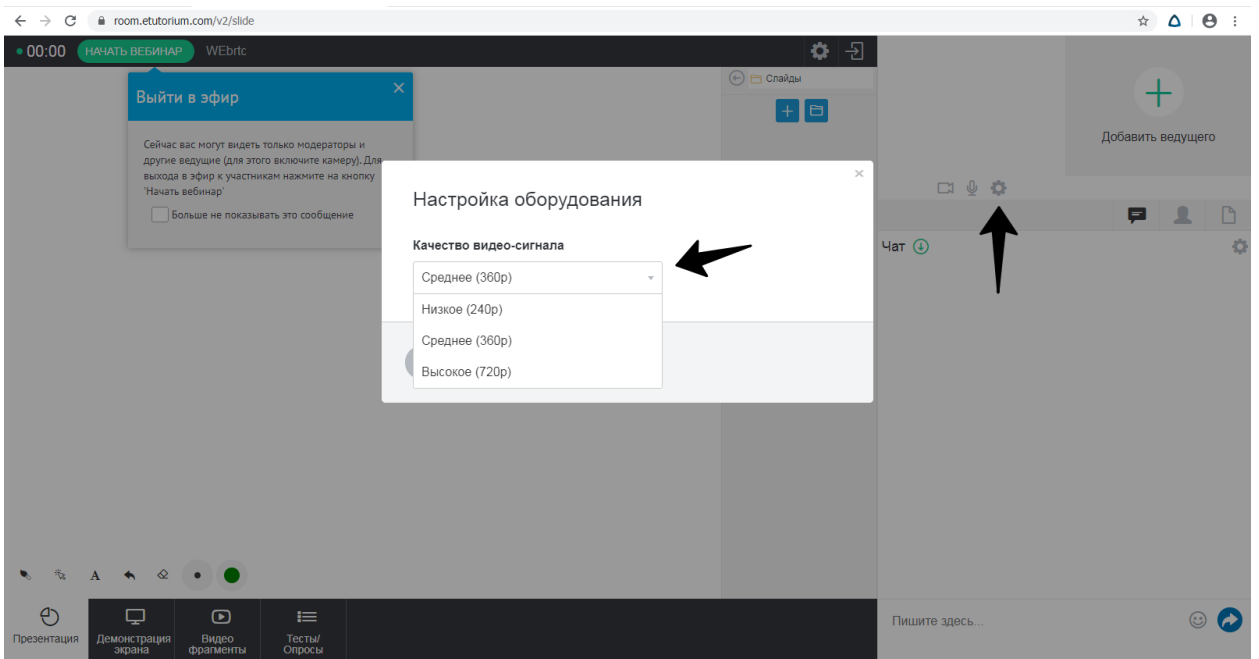 room.etutorium.com/v2/slide
00:00 НАЧАТЬ ВЕБИНАР WEbrtc
Слайды
Выйти в эфир
Сейчас вас могут видеть только модераторы и
другие ведущие (для этого включите камеру). Для
выхода в эфир к участникам нажмите на кнопку
'Начать вебинар'
Больше не показывать это сообщение
Добавить ведущего
Настройка оборудования
Качество видео-сигнала
Среднее (360p)
Низкое (240p)
Среднее (360p)
Высокое (720p)
Чат
A
Презентация
Демонстрация
экрана
Видео
фрагменты
Тесты/
Опросы
Пишите здесь...